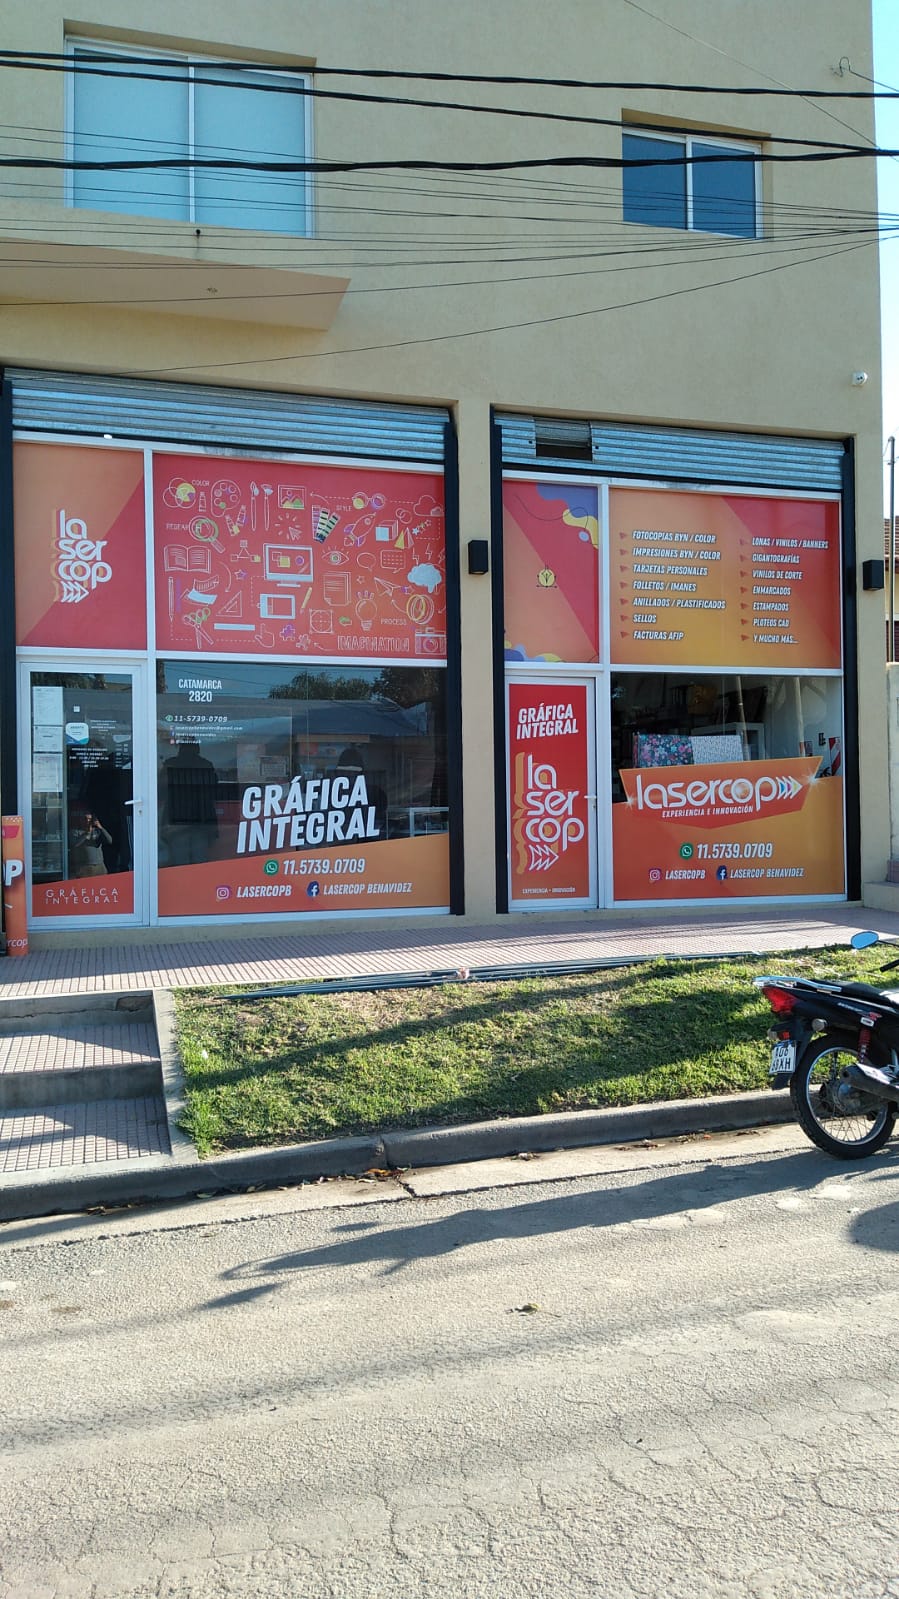 la
ser
cop
COLOR
STYLE
PROCESS
IMAGINATION
FOTOCOPIAS BYN / COLOR
IMPRESIONES BYN / COLOR
TARJETAS PERSONALES
FOLLETOS / IMANES
ANILLADOS / PLASTIFICADOS
SELLOS
FACTURAS AFIP
LONAS / VINILOS / BANNERS
GIGANTOGRAFÍAS
VINILOS DE CORTE
ENMARCADOS
ESTAMPADOS
PLOTEOS CAD
Y MUCHO MÁS...
CATAMARCA
2820
11-5739-0709
GRÁFICA
INTEGRAL
11.5739.0709
LASERCOPB
LASERCOP BENAVIDEZ
GRÁFICA
INTEGRAL
P
rcop
GRÁFICA
INTEGRAL
la
ser
cop
EXPERIENCIA + INNOVACIÓN
lasercop
EXPERIENCIA E INNOVACIÓN
11.5739.0709
LASERCOPB
LASERCOP BENAVIDEZ